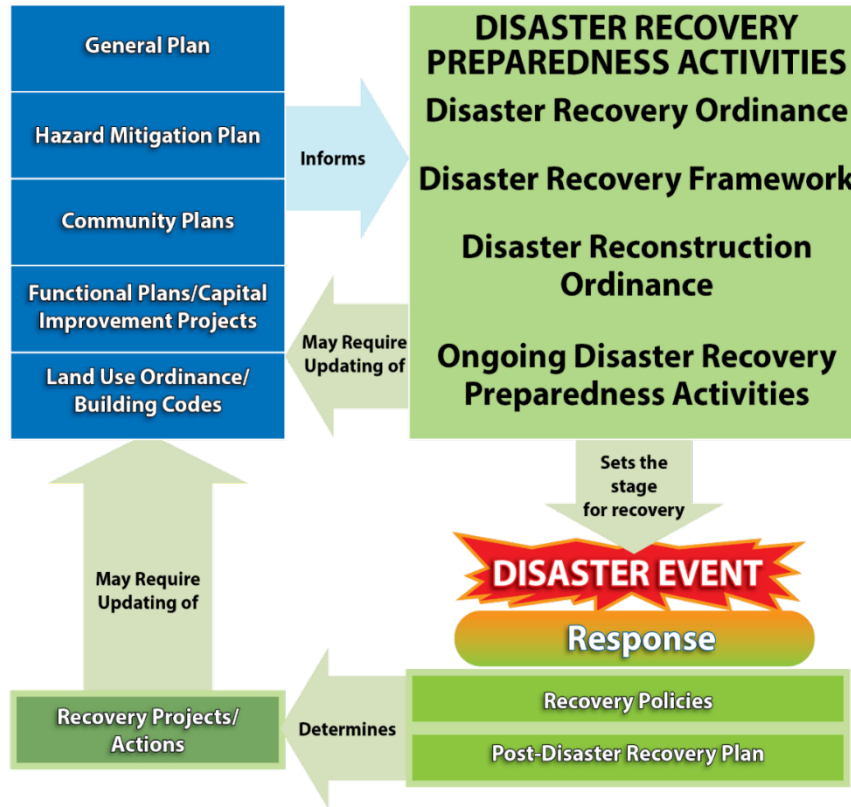 General Plan
Hazard Mitigation Plan
Community Plans
Functional Plans/Capital
Improvement Projects
Land Use Ordinance/
Building Codes
Informs
May Require
Updating of
DISASTER RECOVERY
PREPAREDNESS ACTIVITIES
Disaster Recovery Ordinance
Disaster Recovery Framework
Disaster Reconstruction
Ordinance
Ongoing Disaster Recovery
Preparedness Activities
Sets the
stage
for recovery
DISASTER EVENT
Response
Recovery Policies
Post-Disaster Recovery Plan
Determines
Recovery Projects/
Actions
May Require
Updating of